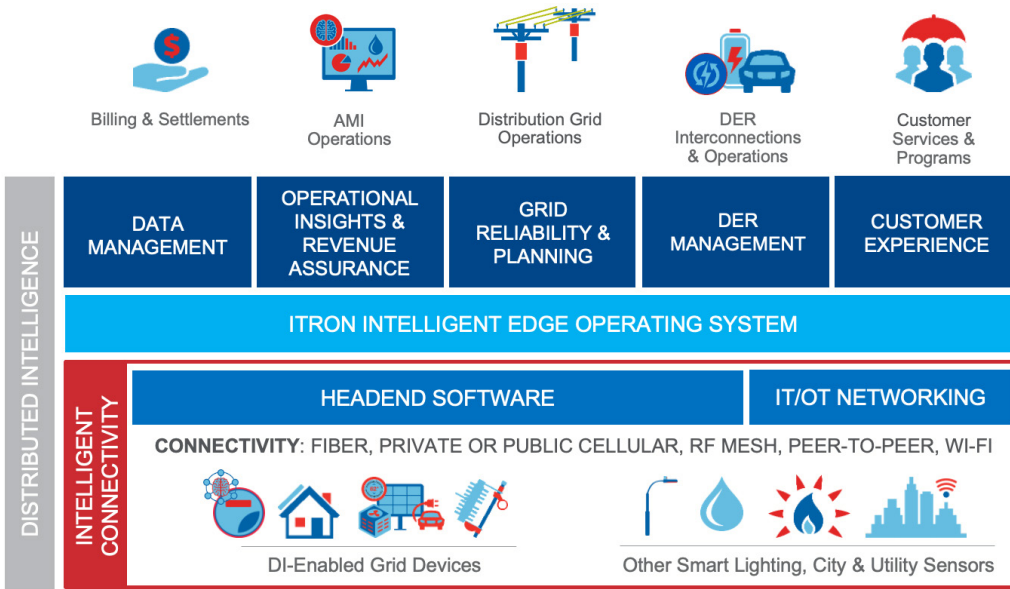 $
Billing & Settlements
AMI
Operations
Distribution Grid
Operations
DER
Interconnections
& Operations
Customer
Services &
Programs
DISTRIBUTED INTELLIGENCE
DATA
MANAGEMENT
OPERATIONAL
INSIGHTS &
REVENUE
ASSURANCE
GRID
RELIABILITY &
PLANNING
DER
MANAGEMENT
CUSTOMER
EXPERIENCE
ITRON INTELLIGENT EDGE OPERATING SYSTEM
INTELLIGENT
CONNECTIVITY
HEADEND SOFTWARE
IT/OT NETWORKING
CONNECTIVITY: FIBER, PRIVATE OR PUBLIC CELLULAR, RF MESH, PEER-TO-PEER, WI-FI
DI-Enabled Grid Devices
Other Smart Lighting, City & Utility Sensors